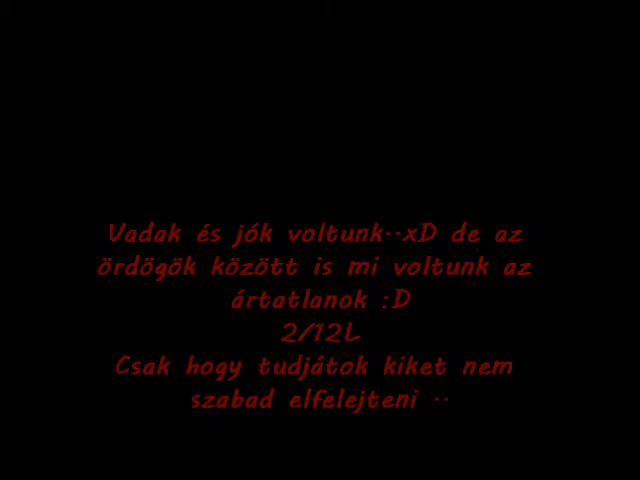 Vadak és jók voltunk..xD de az
ördögök között is mi voltunk az
ártatlanok :D
2/12L
Csak hogy tudjátok kiket nem
szabad elfelejteni ..